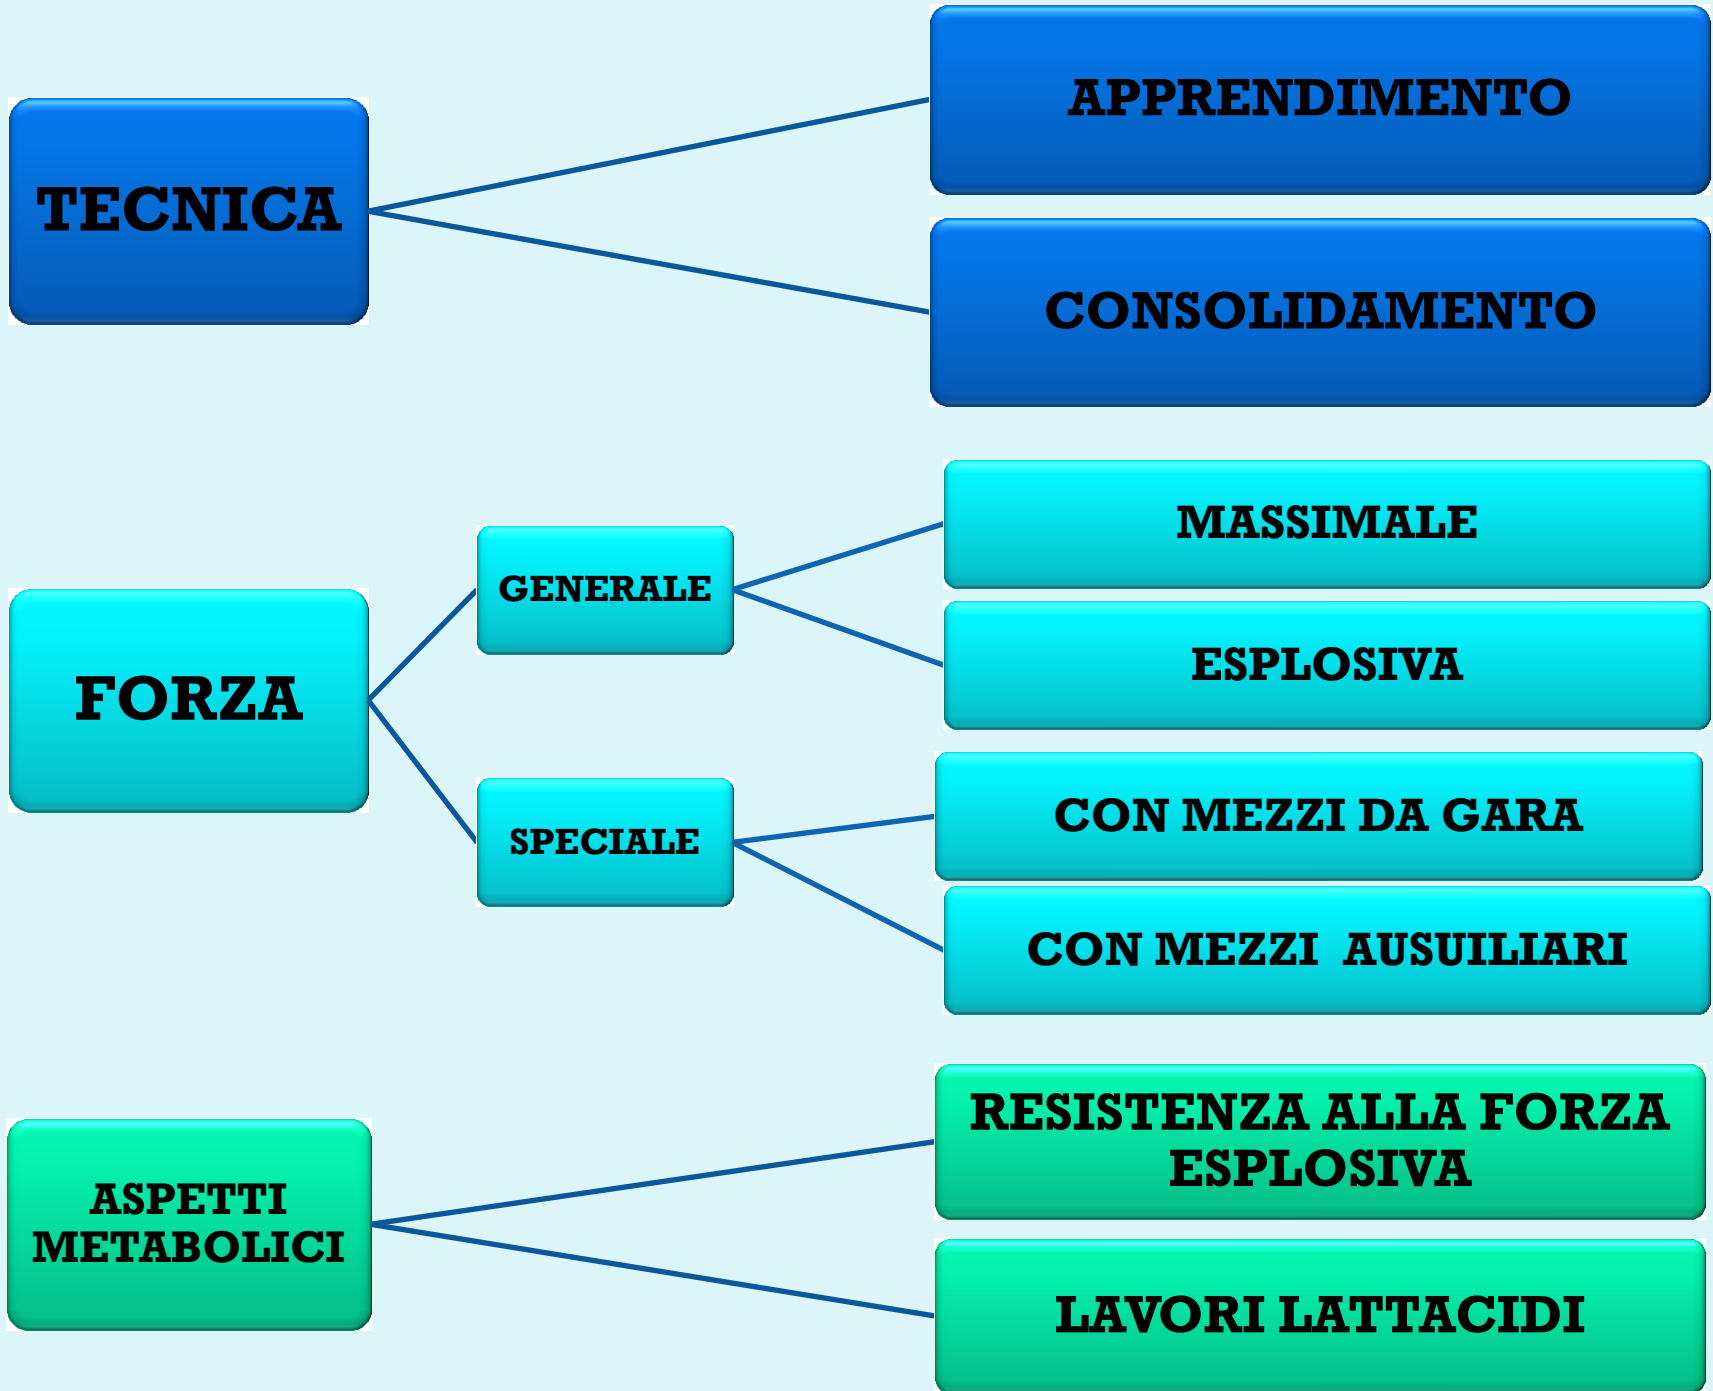 TECNICA
APPRENDIMENTO
CONSOLIDAMENTO
FORZA
GENERALE
MASSIMALE
ESPLOSIVA
SPECIALE
CON MEZZI DA GARA
CON MEZZI  AUSUILIARI
ASPETTI
METABOLICI
RESISTENZA ALLA FORZA
ESPLOSIVA
LAVORI LATTACIDI